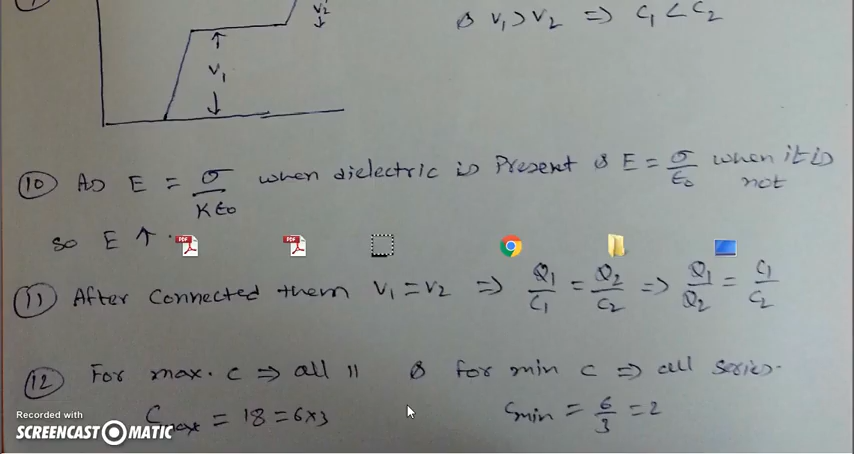 V2
& V1 > V2 ⇒ C1 < C2
V1
(10) As E = σ/Kε0 when dielectric is Present & E = σ/ε0 when it is not
so E ↑.
PDF PDF
(11) After Connected them V1 = V2 ⇒ Q1/C1 = Q2/C2 ⇒ Q1/Q2 = C1/C2
(12) For max. C ⇒ all || & for min C ⇒ all series.
Cmax = 18 = 6×3 Cmin = 6/3 = 2
Recorded with
SCREENCAST-O-MATIC